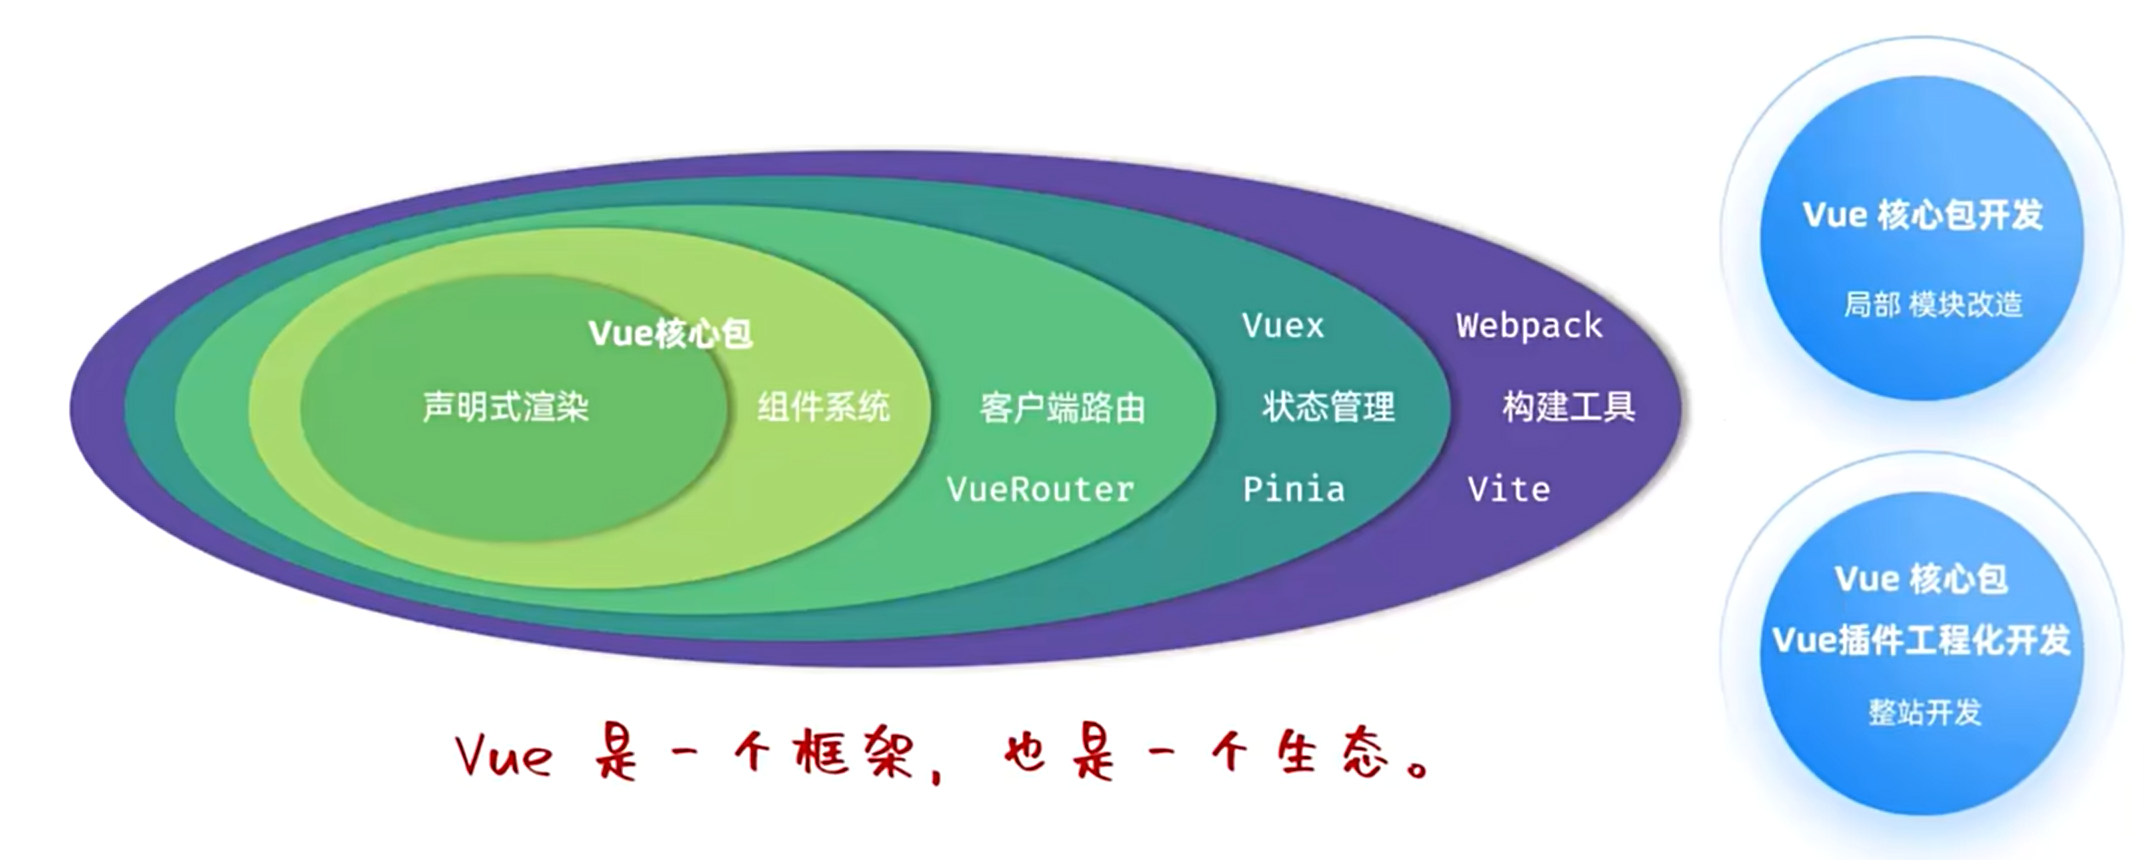 Vue核心包
声明式渲染
组件系统
客户端路由
VueRouter
Vuex
状态管理
Pinia
Webpack
构建工具
Vite
Vue 是一个框架，也是一个生态。
Vue 核心包开发
局部 模块改造
Vue 核心包
Vue插件工程化开发
整站开发